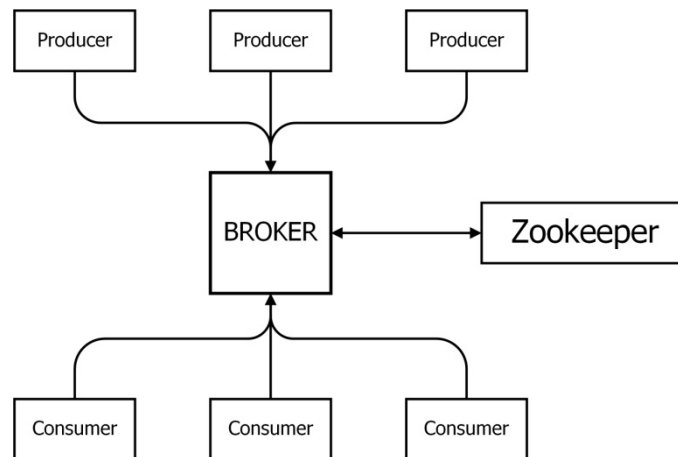 Producer
Producer
Producer
BROKER
Zookeeper
Consumer
Consumer
Consumer